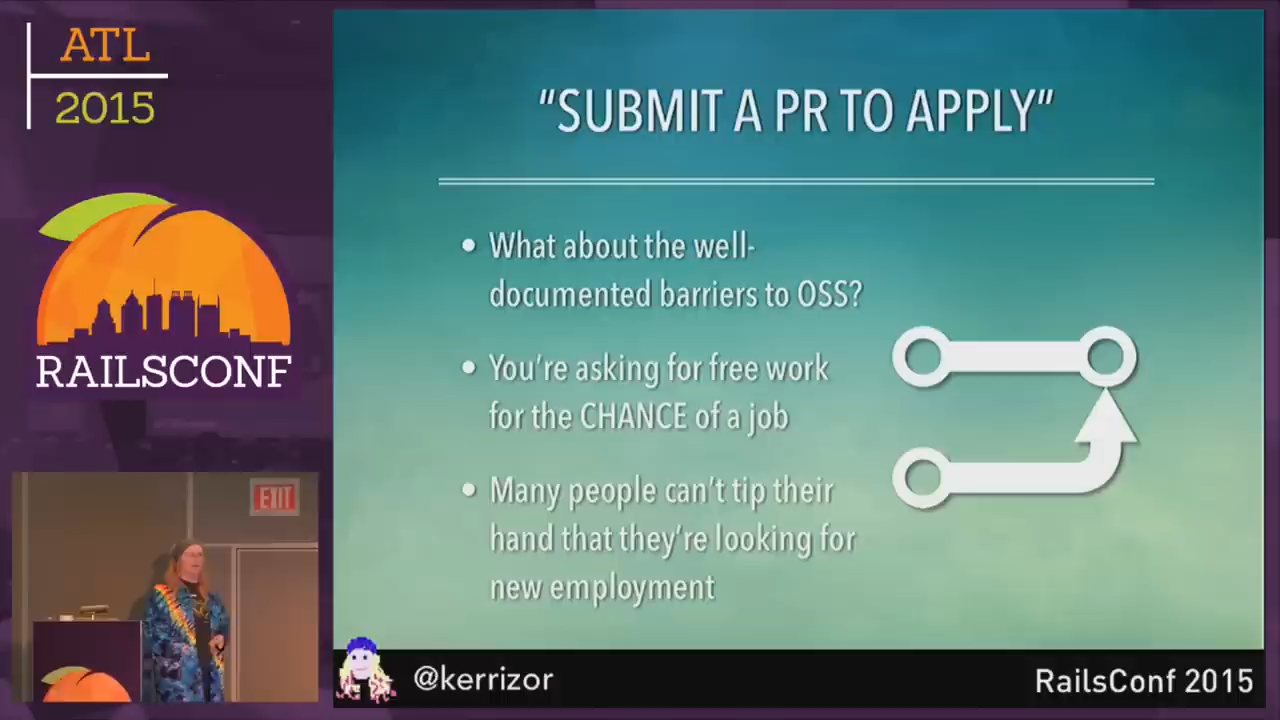 ATL
2015
RAILSCONF
EXIT
“SUBMIT A PR TO APPLY”
• What about the well-
documented barriers to OSS?
• You’re asking for free work
for the CHANCE of a job
• Many people can’t tip their
hand that they’re looking for
new employment
@kerrizor
RailsConf 2015